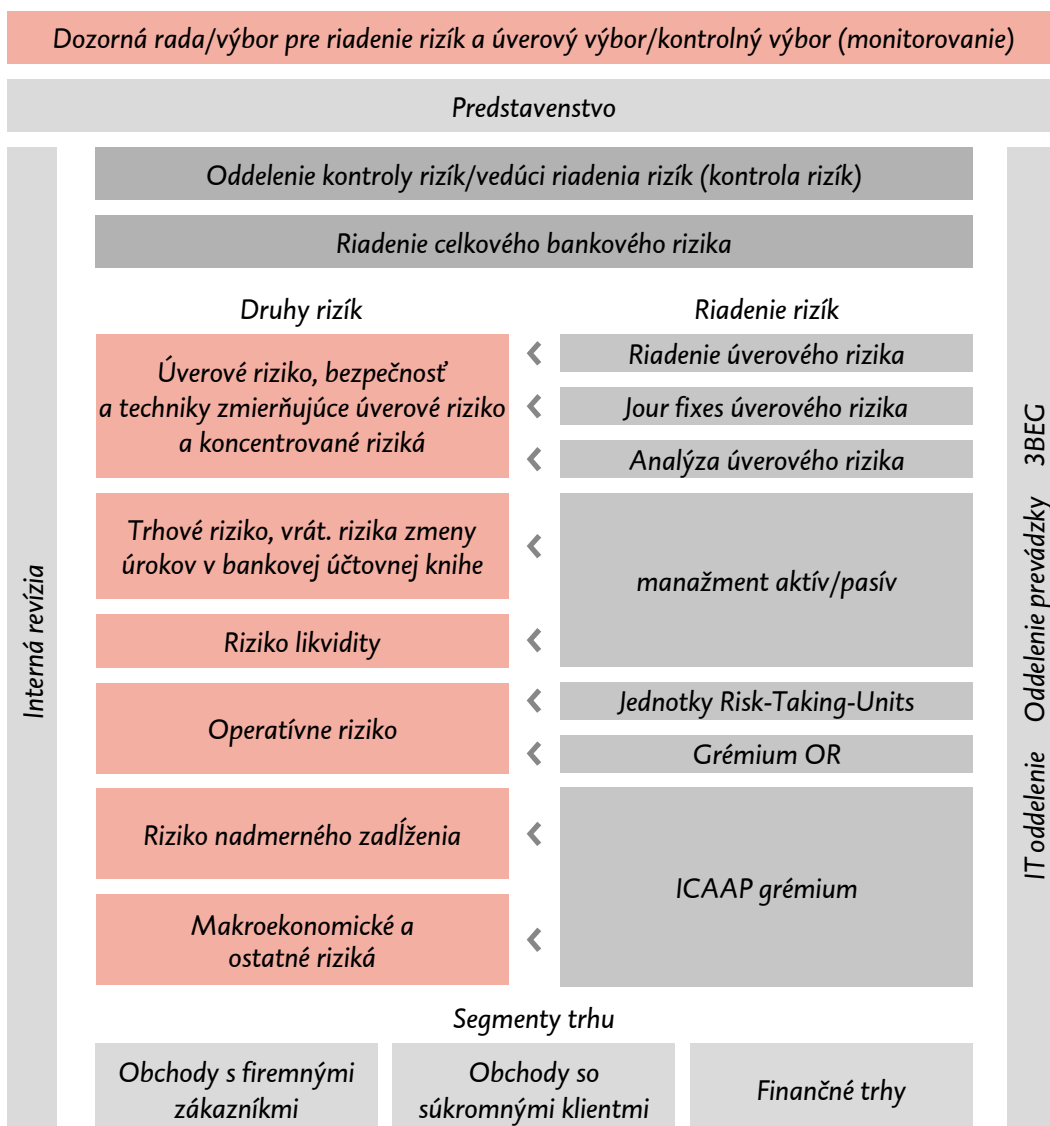 Dozorná rada/výbor pre riadenie rizík a úverový výbor/kontrolný výbor (monitorovanie)
Predstavenstvo
Interná revízia
Oddelenie kontroly rizík/vedúci riadenia rizík (kontrola rizík)
Riadenie celkového bankového rizika
Druhy rizík
Úverové riziko, bezpečnosť
a techniky zmierňujúce úverové riziko
a koncentrované riziká
Trhové riziko, vrát. rizika zmeny
úrokov v bankovej účtovnej knihe
Riziko likvidity
Operatívne riziko
Riziko nadmerného zadĺženia
Makroekonomické a
ostatné riziká
Riadenie rizík
Riadenie úverového rizika
Jour fixes úverového rizika
Analýza úverového rizika
manažment aktív/pasív
Jednotky Risk-Taking-Units
Grémium OR
ICAAP grémium
Segmenty trhu
Obchody s firemnými
zákazníkmi
Obchody so
súkromnými klientmi
Finančné trhy
IT oddelenie Oddelenie prevádzky 3BEG